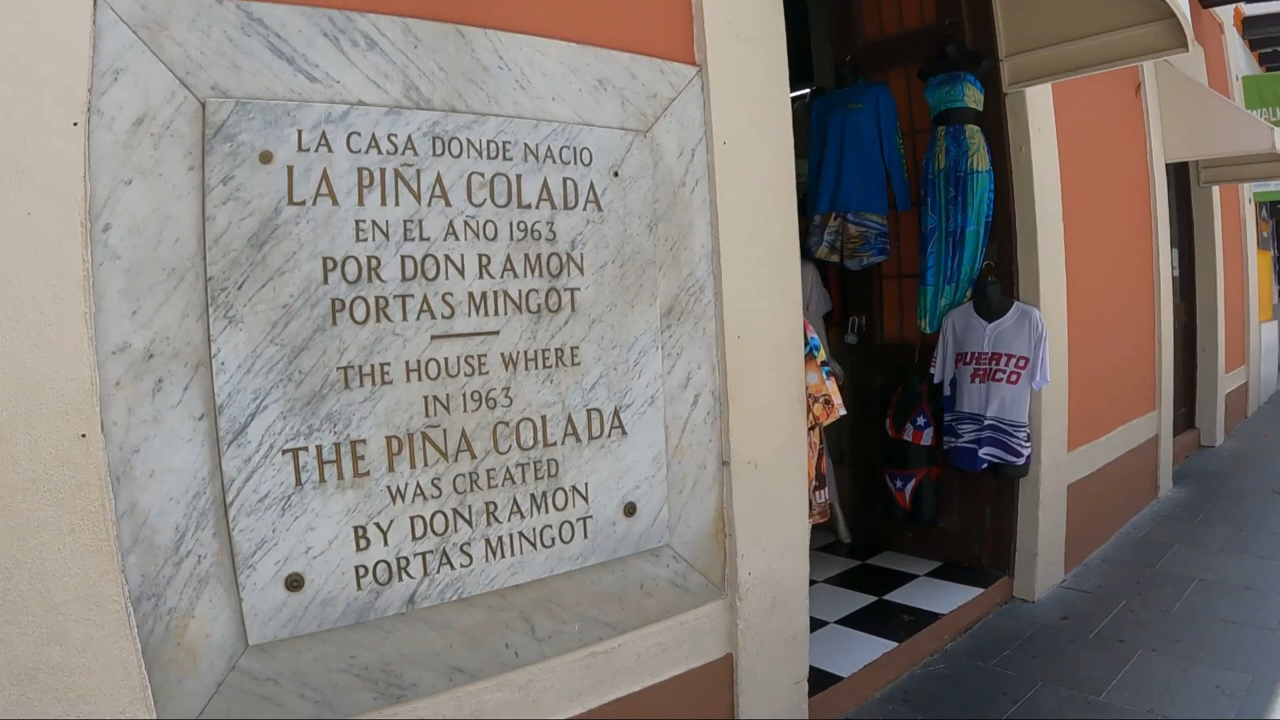 LA CASA DONDE NACIO
LA PIÑA COLADA
EN EL AÑO 1963
POR DON RAMON
PORTAS MINGOT
THE HOUSE WHERE
IN 1963
THE PIÑA COLADA
WAS CREATED
BY DON RAMON
PORTAS MINGOT
PUERTO
RICO